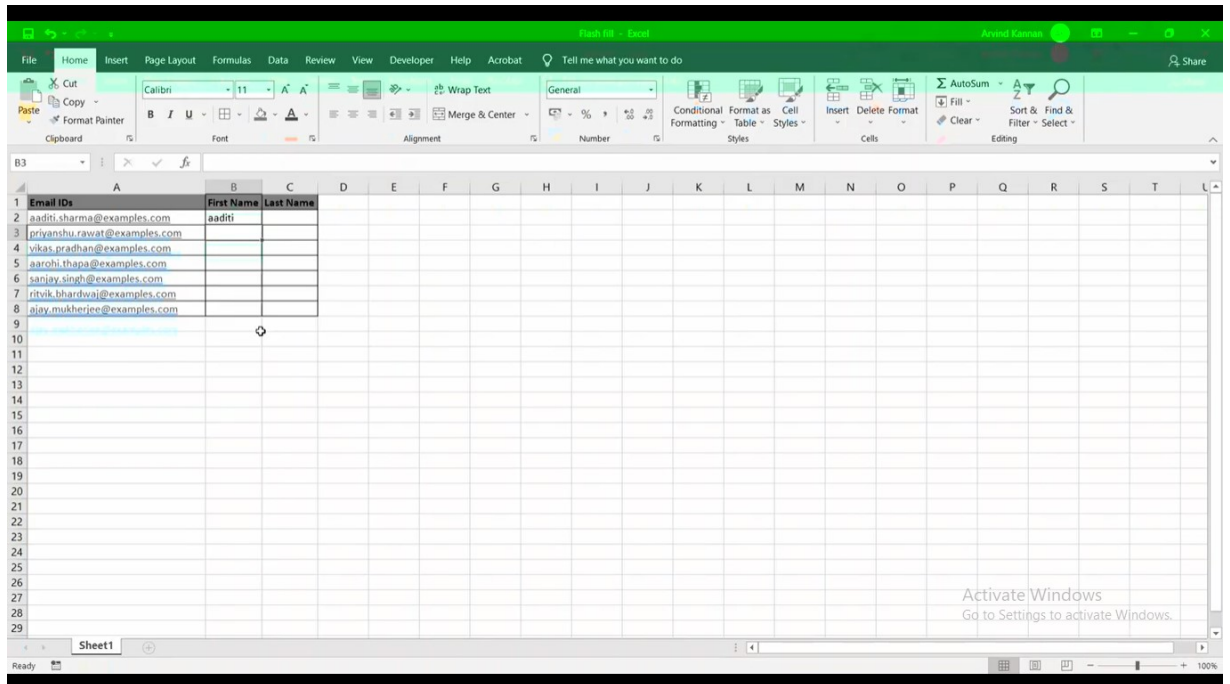 Flash fill - Excel Arvind Kannan
File Home Insert Page Layout Formulas Data Review View Developer Help Acrobat Tell me what you want to do Share
Paste Cut Calibri 11 Wrap Text General Conditional Formatting Format as Table Cell Styles Insert Delete Format AutoSum Sort & Filter Find & Select
Copy Fill
Format Painter B I U A Merge & Center % Clear
Clipboard Font Alignment Number Styles Cells Editing
B3 fx
A B C D E F G H I J K L M N O P Q R S T U
1 Email IDs First Name Last Name
2 aaditi.sharma@examples.com aaditi
3 priyanshu.rawat@examples.com
4 vikas.pradhan@examples.com
5 aarohi.thapa@examples.com
6 sanjay.singh@examples.com
7 ritvik.bhardwaj@examples.com
8 ajay.mukherjee@examples.com
9
10
11
12
13
14
15
16
17
18
19
20
21
22
23
24
25
26
27
28
29
Activate Windows
Go to Settings to activate Windows.
Sheet1
Ready 100%